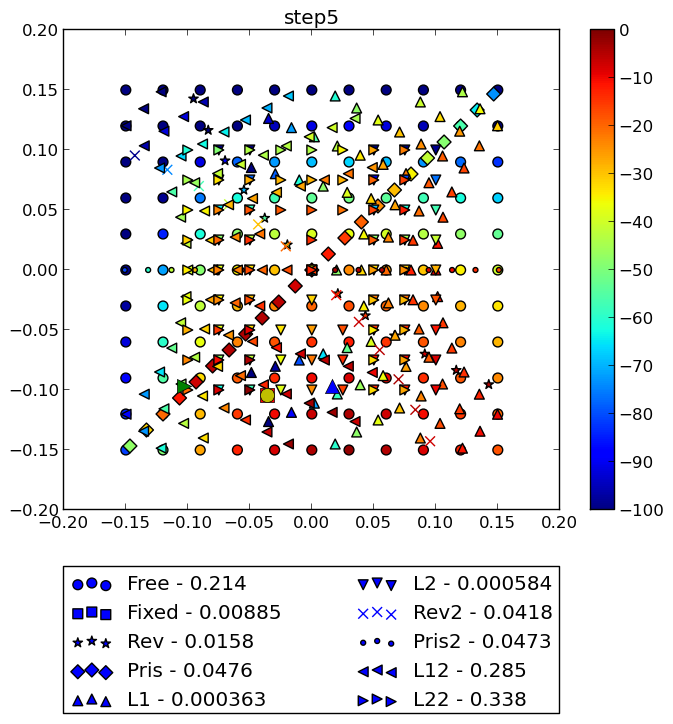 step5
0.20
0.15
0.10
0.05
0.00
−0.05
−0.10
−0.15
−0.20
−0.20 −0.15 −0.10 −0.05 0.00 0.05 0.10 0.15 0.20
0
−10
−20
−30
−40
−50
−60
−70
−80
−90
−100
Free - 0.214
Fixed - 0.00885
Rev - 0.0158
Pris - 0.0476
L1 - 0.000363
L2 - 0.000584
Rev2 - 0.0418
Pris2 - 0.0473
L12 - 0.285
L22 - 0.338